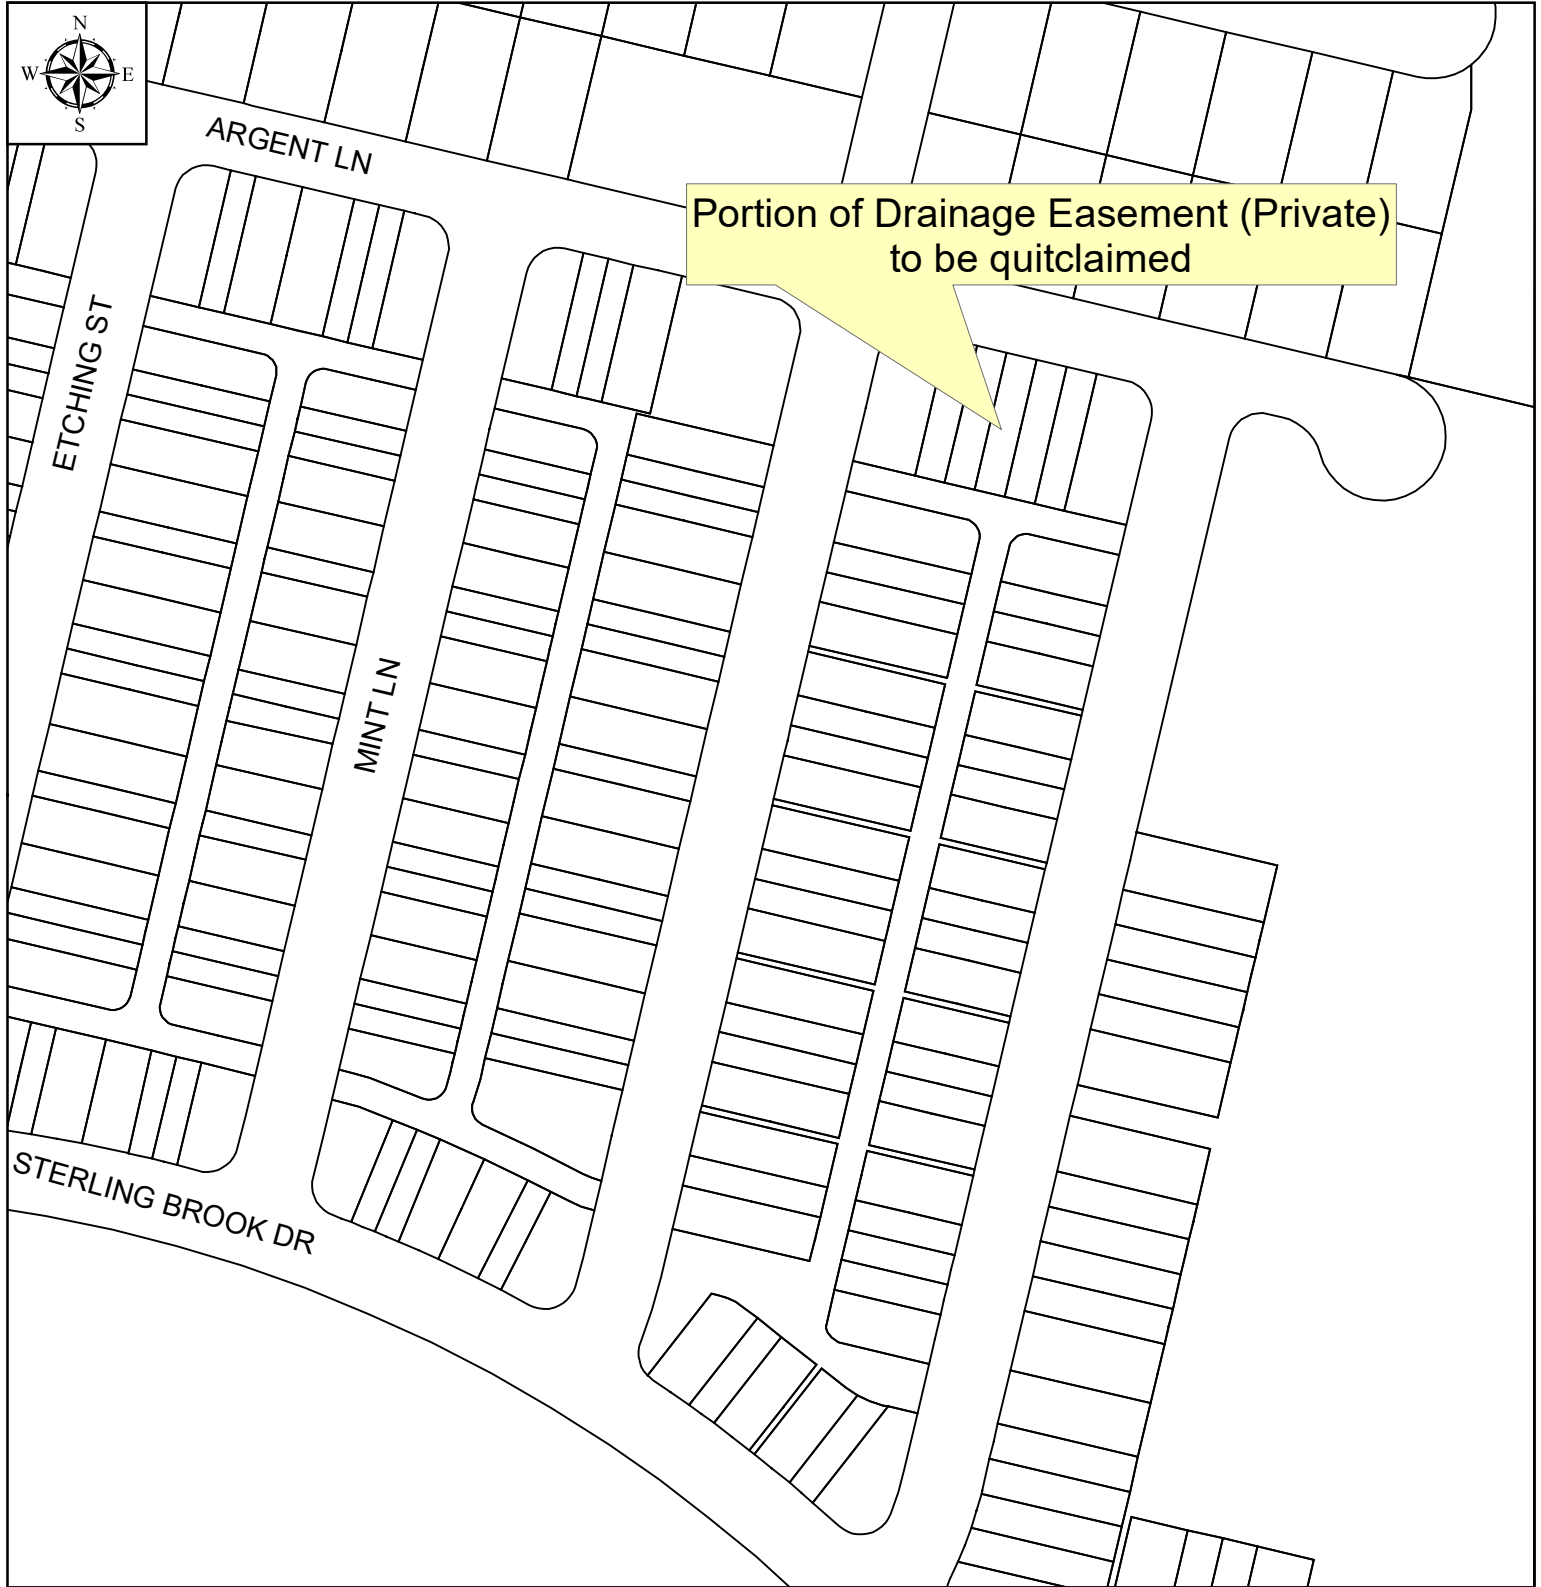 N
W E
S
ARGENT LN
Portion of Drainage Easement (Private)
to be quitclaimed
ETCHING ST
MINT LN
STERLING BROOK DR